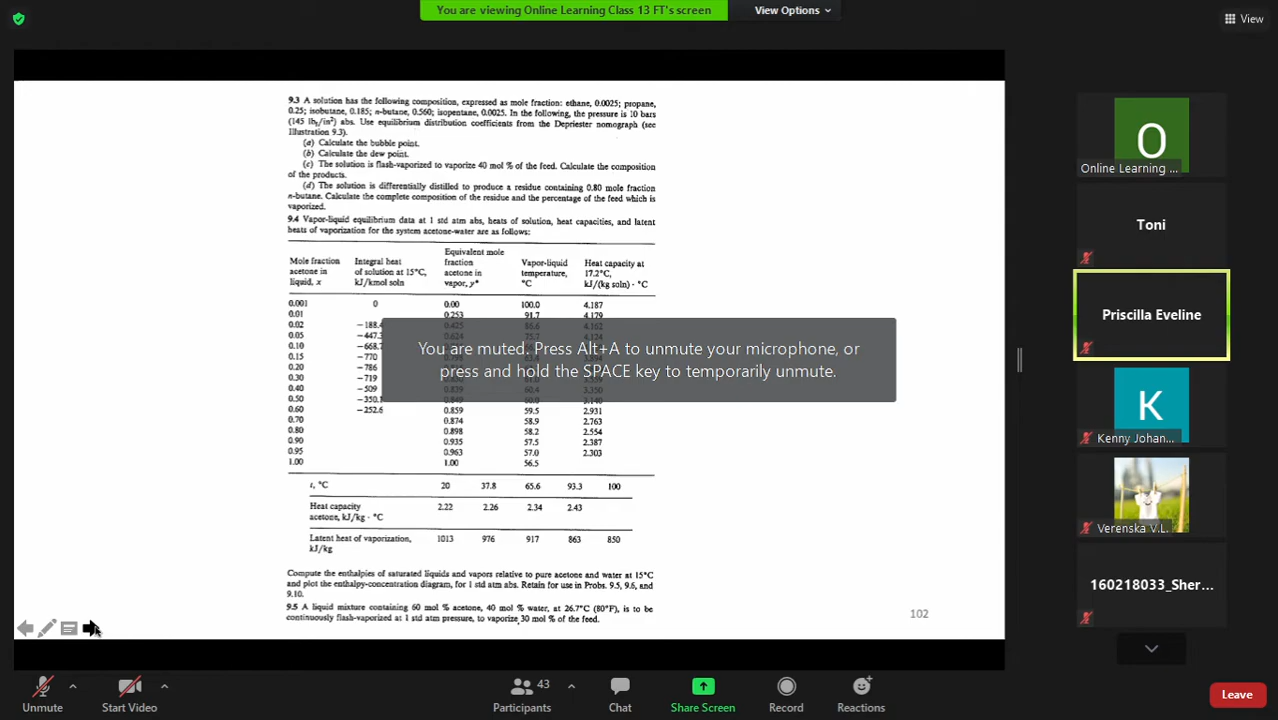 You are viewing Online Learning Class 13 FT's screen
View Options
View
9.3 A solution has the following composition, expressed as mole fraction: ethane, 0.0025; propane,
0.25; isobutane, 0.185; n-butane, 0.560; isopentane, 0.0025. In the following, the pressure is 10 bars
(145 lbf/in²) abs. Use equilibrium distribution coefficients from the Depriester nomograph (see
Illustration 9.3).
(a) Calculate the bubble point.
(b) Calculate the dew point.
(c) The solution is flash-vaporized to vaporize 40 mol % of the feed. Calculate the composition
of the products.
(d) The solution is differentially distilled to produce a residue containing 0.80 mole fraction
n-butane. Calculate the complete composition of the residue and the percentage of the feed which is
vaporized.
9.4 Vapor-liquid equilibrium data at 1 std atm abs, heats of solution, heat capacities, and latent
heats of vaporization for the system acetone-water are as follows:
Mole fraction acetone in liquid, x
Integral heat of solution at 15°C, kJ/kmol soln
Equivalent mole fraction acetone in vapor, y*
Vapor-liquid temperature, °C
Heat capacity at 17.2°C, kJ/(kg soln) · °C
0.001 0 0.00 100.0 4.187
0.01 0.253 91.7 4.179
0.02 −188.4
0.05 −447.3
0.10 −668.7
0.15 −770
0.20 −786
0.30 −719
0.40 −509
0.50 −350.1
0.60 −252.6 0.859 59.5 2.931
0.70 0.874 58.9 2.763
0.80 0.898 58.2 2.554
0.90 0.935 57.5 2.387
0.95 0.963 57.0 2.303
1.00 1.00 56.5
You are muted. Press Alt+A to unmute your microphone, or
press and hold the SPACE key to temporarily unmute.
t, °C 20 37.8 65.6 93.3 100
Heat capacity
acetone, kJ/kg · °C 2.22 2.26 2.34 2.43
Latent heat of vaporization,
kJ/kg 1013 976 917 863 850
Compute the enthalpies of saturated liquids and vapors relative to pure acetone and water at 15°C
and plot the enthalpy-concentration diagram, for 1 std atm abs. Retain for use in Probs. 9.5, 9.6, and
9.10.
9.5 A liquid mixture containing 60 mol % acetone, 40 mol % water, at 26.7°C (80°F), is to be
continuously flash-vaporized at 1 std atm pressure, to vaporize 30 mol % of the feed.
102
O
Online Learning ...
Toni
Priscilla Eveline
K
Kenny Johan...
Verenska V.L.
160218033_Sher...
Unmute
Start Video
43
Participants
Chat
Share Screen
Record
Reactions
Leave